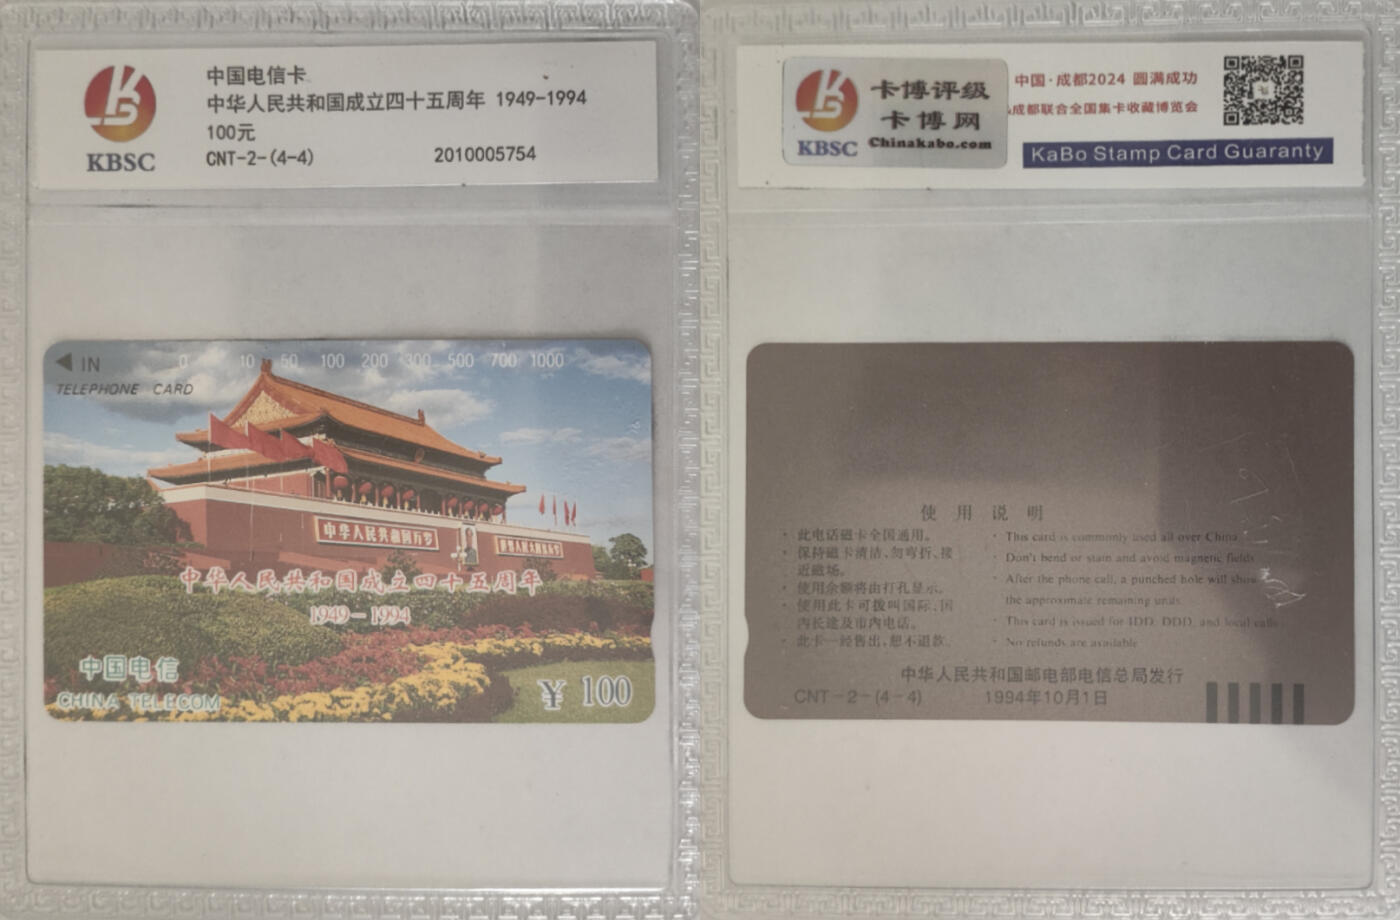 KBSC
中国电信卡
中华人民共和国成立四十五周年 1949-1994
100元
CNT-2-(4-4) 2010005754
IN 0 10 50 100 200 300 500 700 1000
TELEPHONE CARD
中华人民共和国万岁
世界人民大团结万岁
中华人民共和国成立四十五周年
1949-1994
中国电信
CHINA TELECOM
¥ 100
KBSC
卡博评级
卡博网
Chinakabo.com
中国·成都2024 圆满成功
成都联合全国集卡收藏博览会
KaBo Stamp Card Guaranty
使用说明
· 此电话磁卡全国通用。
· 保持磁卡清洁、勿弯折、接
近磁场。
· 使用余额将由打孔显示。
· 使用此卡可拨叫国际、国
内长途及市内电话。
· 此卡一经售出，恕不退款。
· This card is commonly used all over China
· Don't bend or stain and avoid magnetic fields
· After the phone call, a punched hole will show
the approximate remaining units
· This card is issued for IDD, DDD, and local calls
· No refunds are available
中华人民共和国邮电部电信总局发行
CNT-2-(4-4) 1994年10月1日